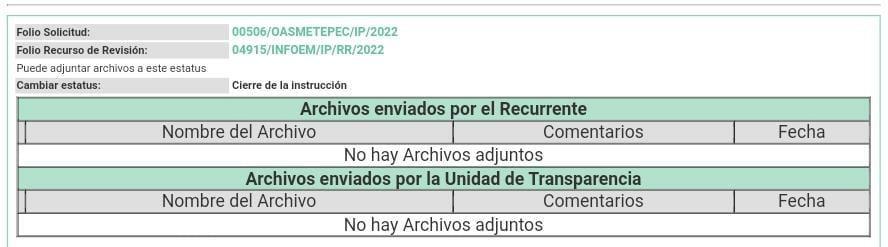 Folio Solicitud: 00506/OASMETEPEC/IP/2022
Folio Recurso de Revisión: 04915/INFOEM/IP/RR/2022
Puede adjuntar archivos a este estatus
Cambiar estatus: Cierre de la instrucción
Archivos enviados por el Recurrente
Nombre del Archivo Comentarios Fecha
No hay Archivos adjuntos
Archivos enviados por la Unidad de Transparencia
Nombre del Archivo Comentarios Fecha
No hay Archivos adjuntos